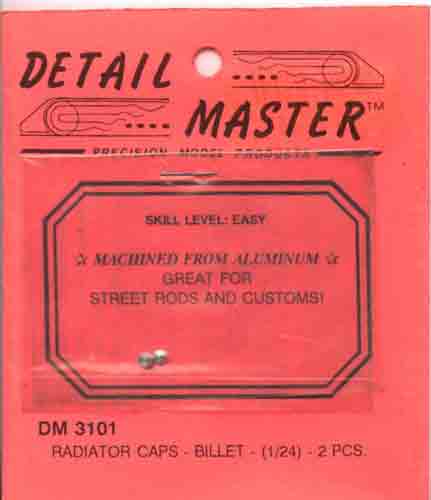 DETAIL
MASTER™
PRECISION MODEL PRODUCTS
SKILL LEVEL: EASY
☆ MACHINED FROM ALUMINUM ☆
GREAT FOR
STREET RODS AND CUSTOMS!
DM 3101
RADIATOR CAPS - BILLET - (1/24) - 2 PCS.